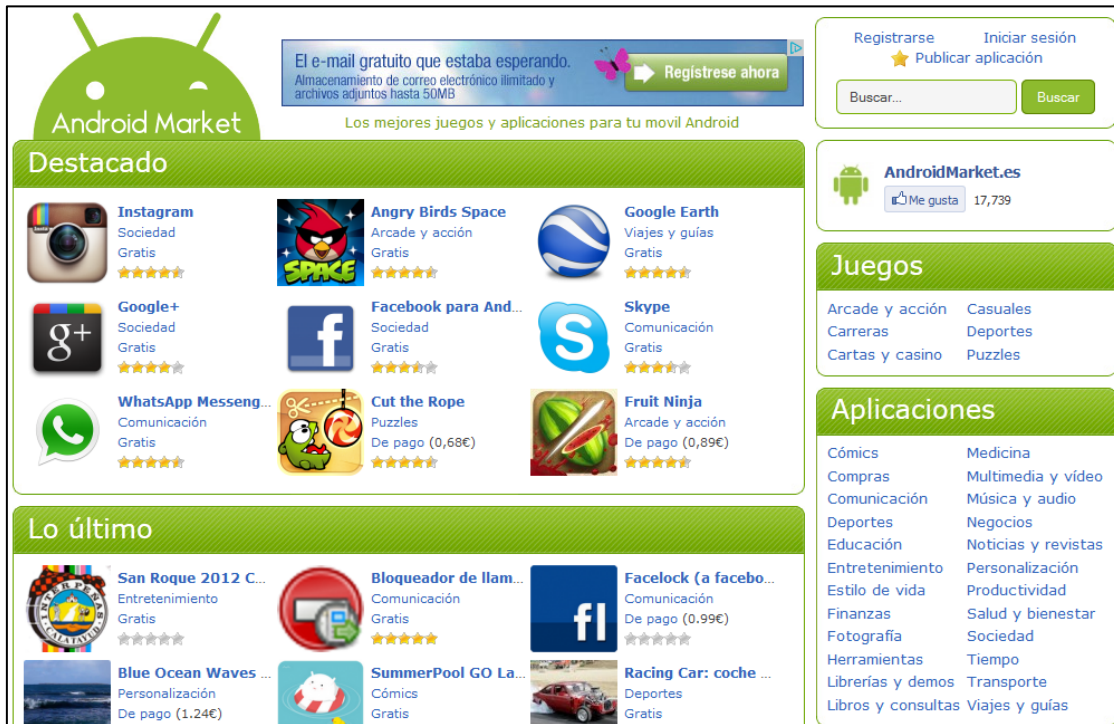 Android Market
El e-mail gratuito que estaba esperando.
Almacenamiento de correo electrónico ilimitado y
archivos adjuntos hasta 50MB
Regístrese ahora
Los mejores juegos y aplicaciones para tu movil Android
Registrarse Iniciar sesión
Publicar aplicación
Buscar... Buscar
AndroidMarket.es
Me gusta 17,739
Destacado
Instagram
Sociedad
Gratis
Angry Birds Space
Arcade y acción
Gratis
SPACE
Google Earth
Viajes y guías
Gratis
Google+
Sociedad
Gratis
g+
Facebook para And...
Sociedad
Gratis
f
Skype
Comunicación
Gratis
S
WhatsApp Messeng...
Comunicación
Gratis
Cut the Rope
Puzzles
De pago (0,68€)
Fruit Ninja
Arcade y acción
De pago (0,89€)
Lo último
San Roque 2012 C...
Entretenimiento
Gratis
INTERPEÑAS
CALATAYUD
Bloqueador de llam...
Comunicación
Gratis
Facelock (a facebo...
Comunicación
De pago (0.99€)
fl
Blue Ocean Waves ...
Personalización
De pago (1.24€)
SummerPool GO La...
Cómics
Gratis
Racing Car: coche ...
Deportes
Gratis
Juegos
Arcade y acción Casuales
Carreras Deportes
Cartas y casino Puzzles
Aplicaciones
Cómics Medicina
Compras Multimedia y vídeo
Comunicación Música y audio
Deportes Negocios
Educación Noticias y revistas
Entretenimiento Personalización
Estilo de vida Productividad
Finanzas Salud y bienestar
Fotografía Sociedad
Herramientas Tiempo
Librerías y demos Transporte
Libros y consultas Viajes y guías